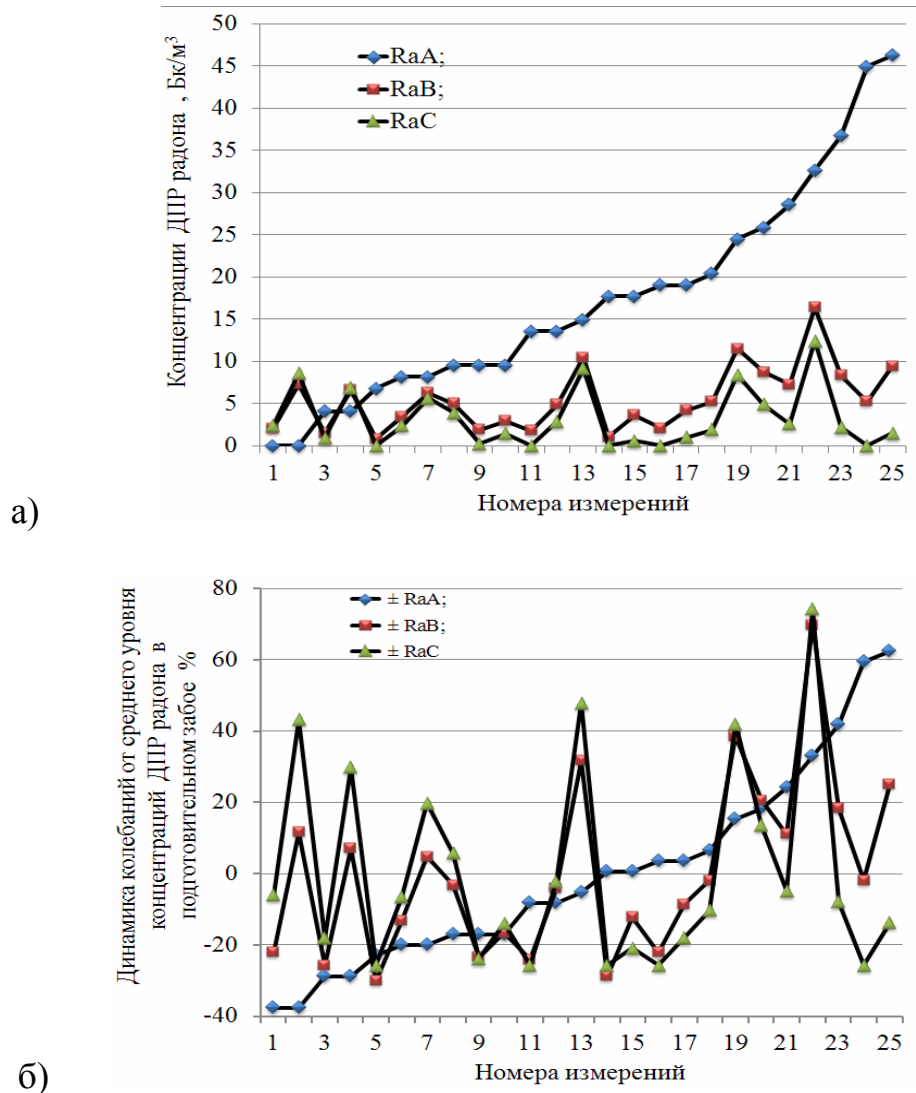 Концентрации ДПР радона , Бк/м³
50
45
40
35
30
25
20
15
10
5
0
RaA;
RaB;
RaC
1 3 5 7 9 11 13 15 17 19 21 23 25
Номера измерений
а)
Динамика колебаний от среднего уровня
концентраций ДПР радона в
подготовительном забое %
80
60
40
20
0
-20
-40
± RaA;
± RaB;
± RaC
1 3 5 7 9 11 13 15 17 19 21 23 25
Номера измерений
б)